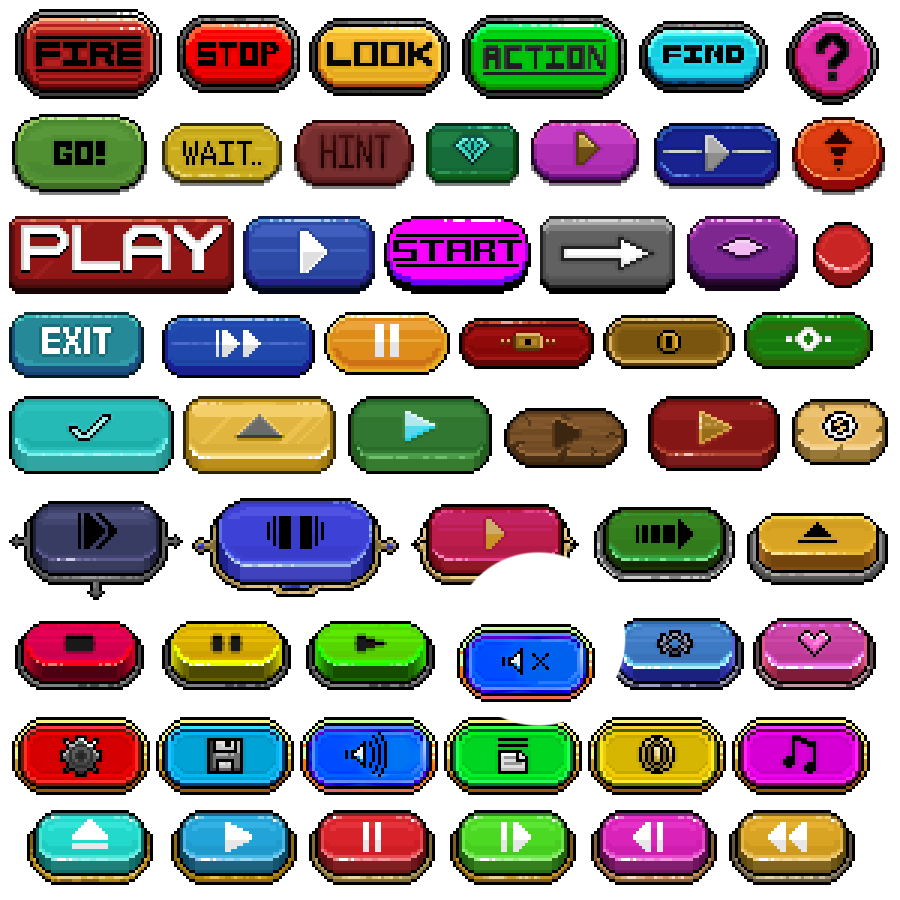 FIRE
STOP
LOOK
ACTION
FIND
?
GO!
WAIT..
HINT
PLAY
START
EXIT